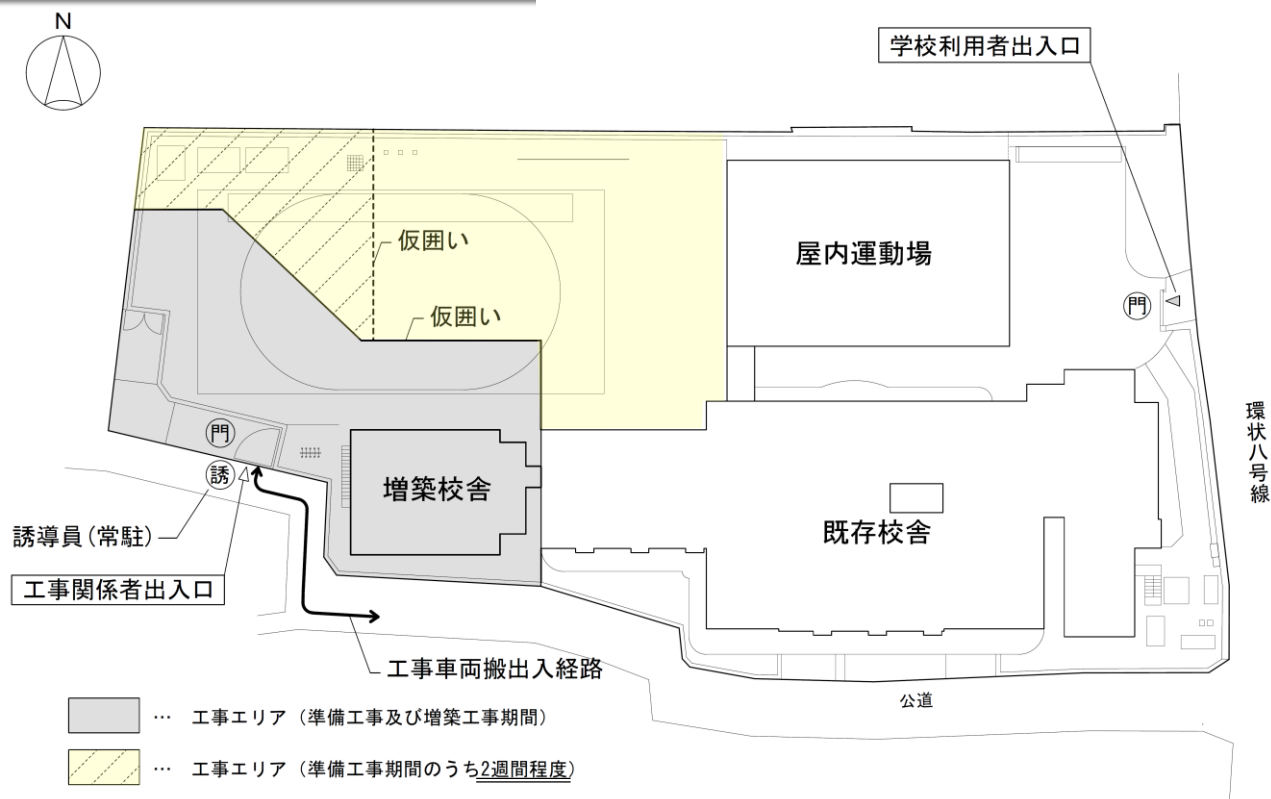 N
学校利用者出入口
仮囲い
屋内運動場
門
仮囲い
環状八号線
門
誘
増築校舎
既存校舎
誘導員(常駐)
工事関係者出入口
工事車両搬出入経路
公道
… 工事エリア（準備工事及び増築工事期間）
… 工事エリア（準備工事期間のうち2週間程度）